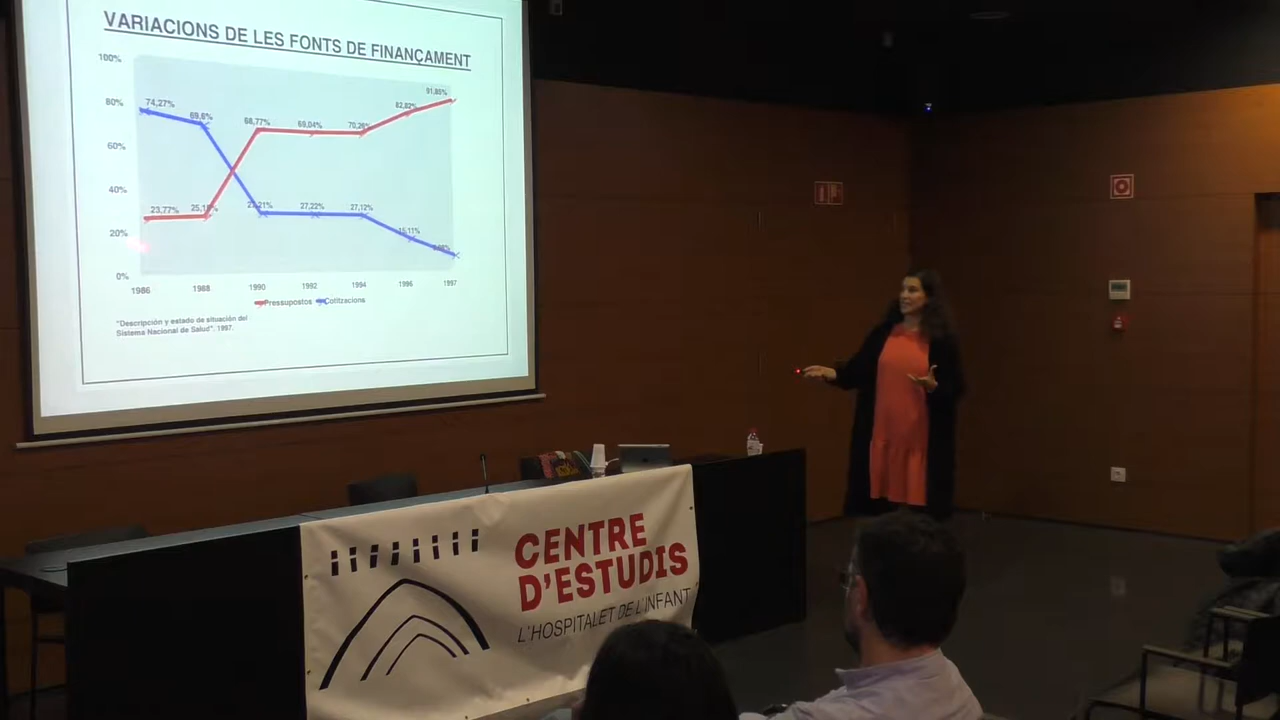 VARIACIONS DE LES FONTS DE FINANÇAMENT
100%
80%
60%
40%
20%
0%
74,27%
69,6%
68,77%
69,04%
70,26%
82,82%
91,85%
23,77%
27,22%
27,12%
1986
1988
1990
1992
1994
1996
1997
Pressupostos
Cotitzacions
"Descripción y estado de situación del
Sistema Nacional de Salud". 1997.
CENTRE
D'ESTUDIS
L'HOSPITALET DE L'INFANT